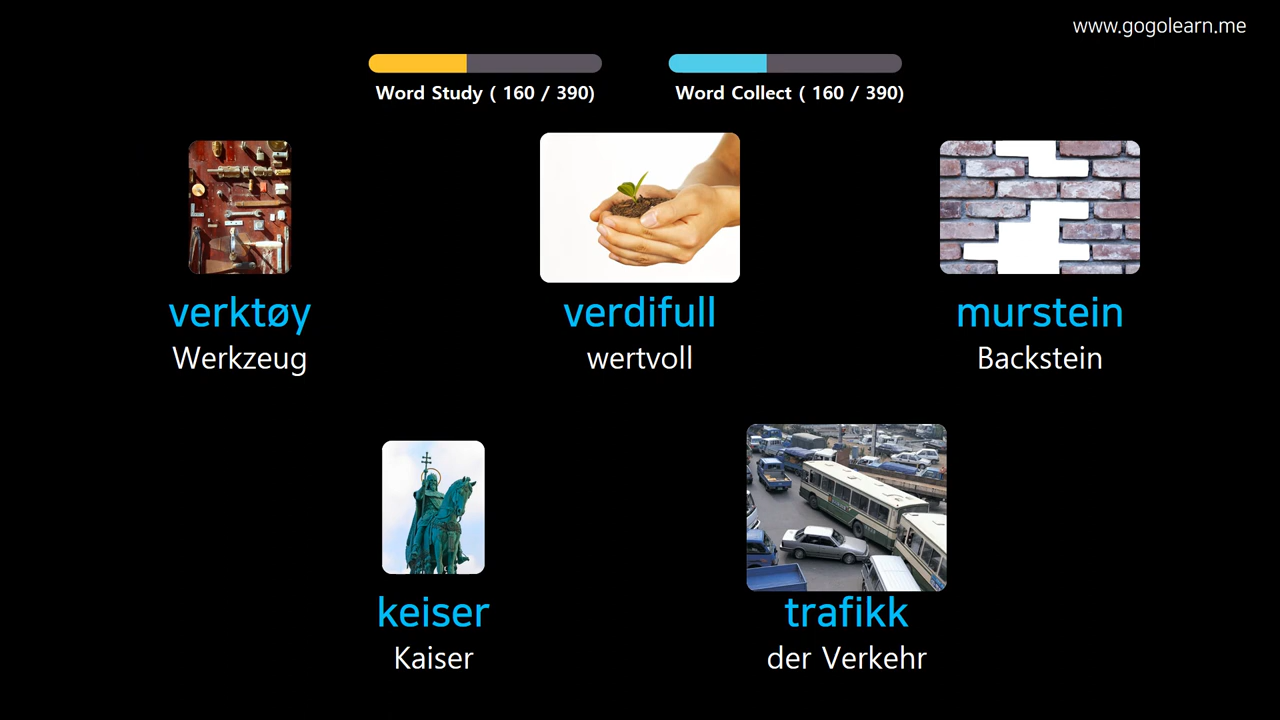 www.gogolearn.me
Word Study ( 160 / 390)
Word Collect ( 160 / 390)
verktøy
Werkzeug
verdifull
wertvoll
murstein
Backstein
keiser
Kaiser
trafikk
der Verkehr